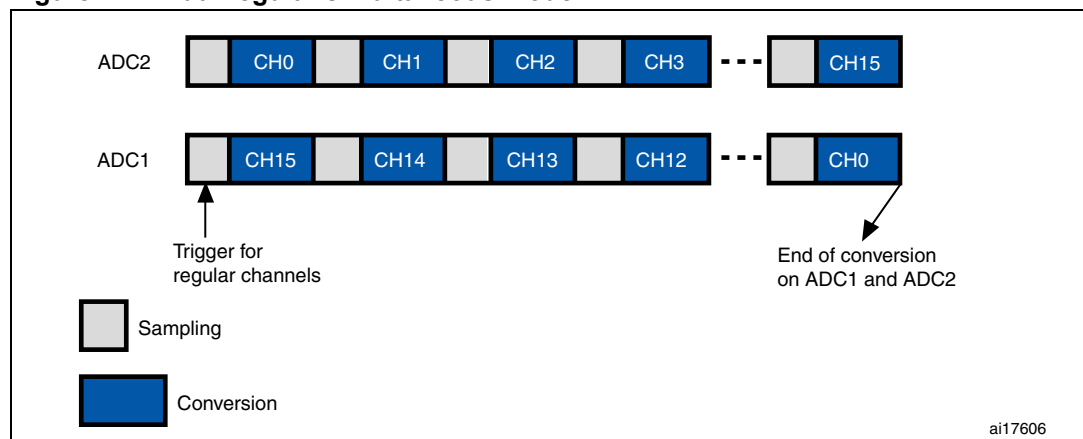 ADC2 CH0 CH1 CH2 CH3 CH15
ADC1 CH15 CH14 CH13 CH12 CH0
Trigger for
regular channels
End of conversion
on ADC1 and ADC2
Sampling
Conversion
ai17606